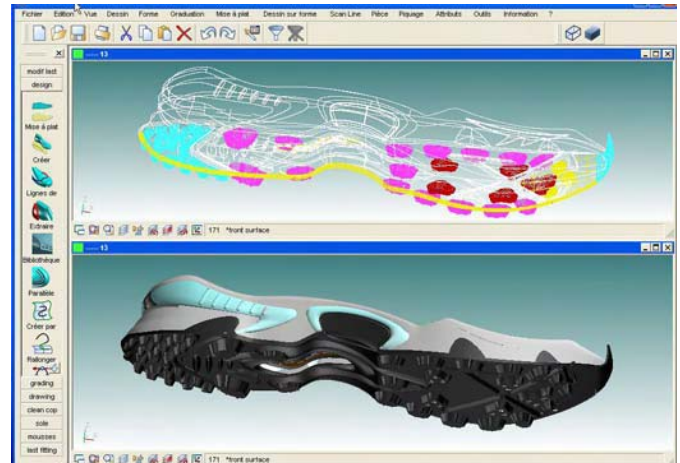 Fichier Edition Vue Dessin Forme Graduation Mise à plat Dessin sur forme Scan Line Pièce Piquage Attributs Outils Information ?
---- 13
modif last
design
Mise à plat
Créer
Lignes de
Extraire
Bibliothèque
Parallèle
Créer par
Rallonger
grading
drawing
clean cop
sole
mousses
last fitting
171 *front surface
---- 13
171 *front surface